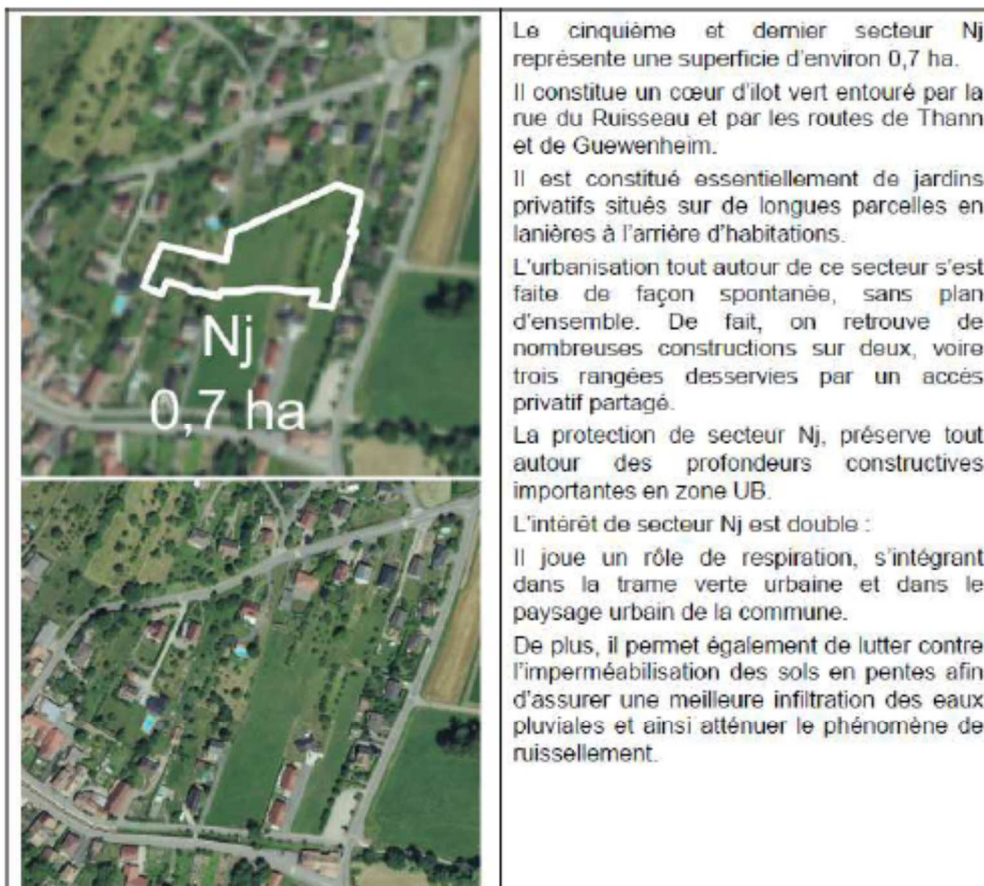 Nj
0,7 ha
Le cinquième et dernier secteur Nj
représente une superficie d'environ 0,7 ha.
Il constitue un cœur d'ilot vert entouré par la
rue du Ruisseau et par les routes de Thann
et de Guewenheim.
Il est constitué essentiellement de jardins
privatifs situés sur de longues parcelles en
lanières à l'arrière d'habitations.
L'urbanisation tout autour de ce secteur s'est
faite de façon spontanée, sans plan
d'ensemble. De fait, on retrouve de
nombreuses constructions sur deux, voire
trois rangées desservies par un accès
privatif partagé.
La protection de secteur Nj, préserve tout
autour des profondeurs constructives
importantes en zone UB.
L'intérêt de secteur Nj est double :
Il joue un rôle de respiration, s'intégrant
dans la trame verte urbaine et dans le
paysage urbain de la commune.
De plus, il permet également de lutter contre
l'imperméabilisation des sols en pentes afin
d'assurer une meilleure infiltration des eaux
pluviales et ainsi atténuer le phénomène de
ruissellement.